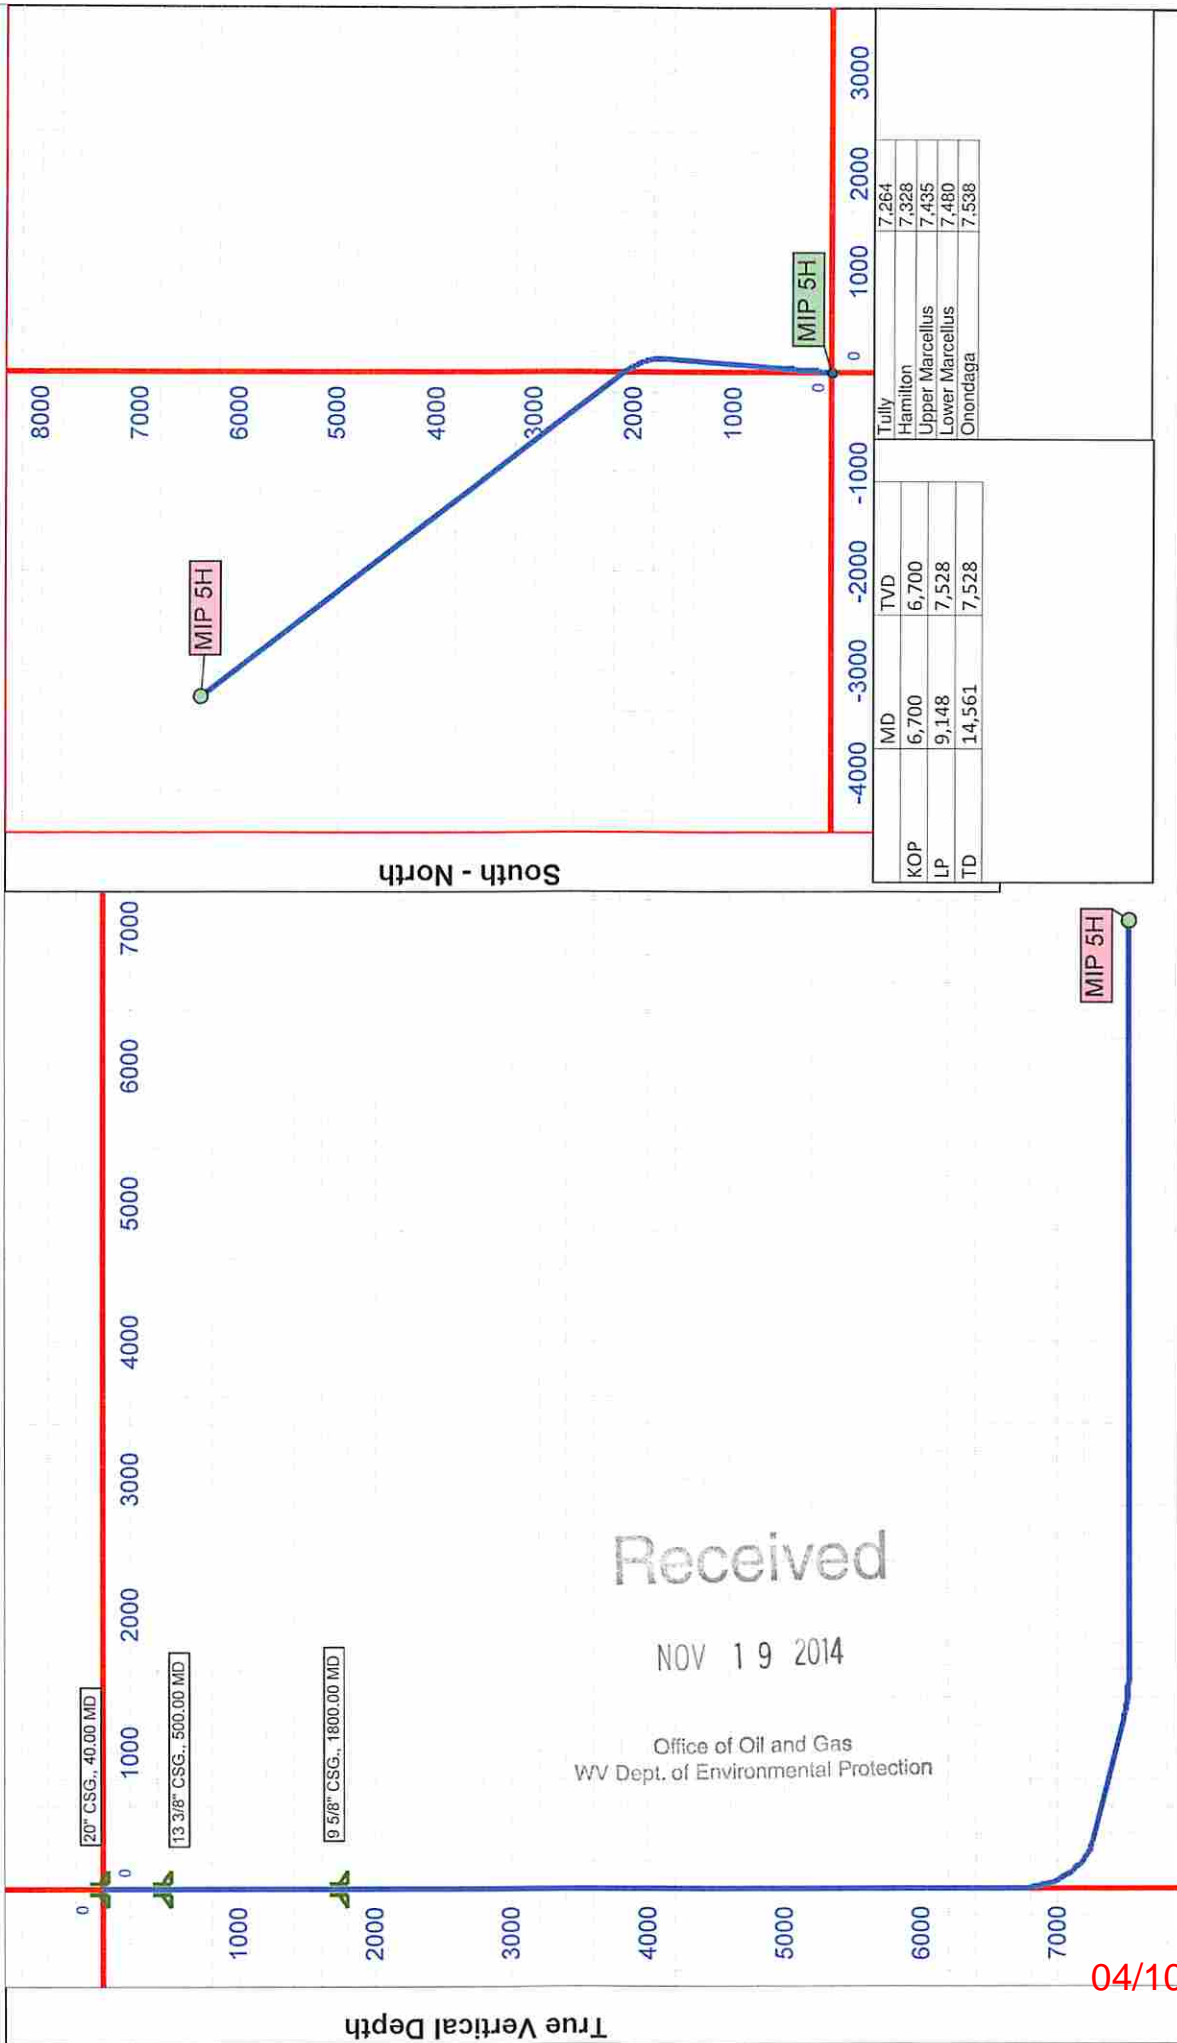 True Vertical Depth
0
1000
2000
3000
4000
5000
6000
7000
0
1000
2000
3000
4000
5000
6000
7000
20" CSG., 40.00 MD
13 3/8" CSG., 500.00 MD
9 5/8" CSG., 1800.00 MD
MIP 5H
South - North
8000
7000
6000
5000
4000
3000
2000
1000
0
-4000
-3000
-2000
-1000
0
1000
2000
3000
MIP 5H
MIP 5H
MD TVD
KOP 6,700 6,700
LP 9,148 7,528
TD 14,561 7,528
Tully 7,264
Hamilton 7,328
Upper Marcellus 7,435
Lower Marcellus 7,480
Onondaga 7,538
Received
NOV 19 2014
Office of Oil and Gas
WV Dept. of Environmental Protection
04/10